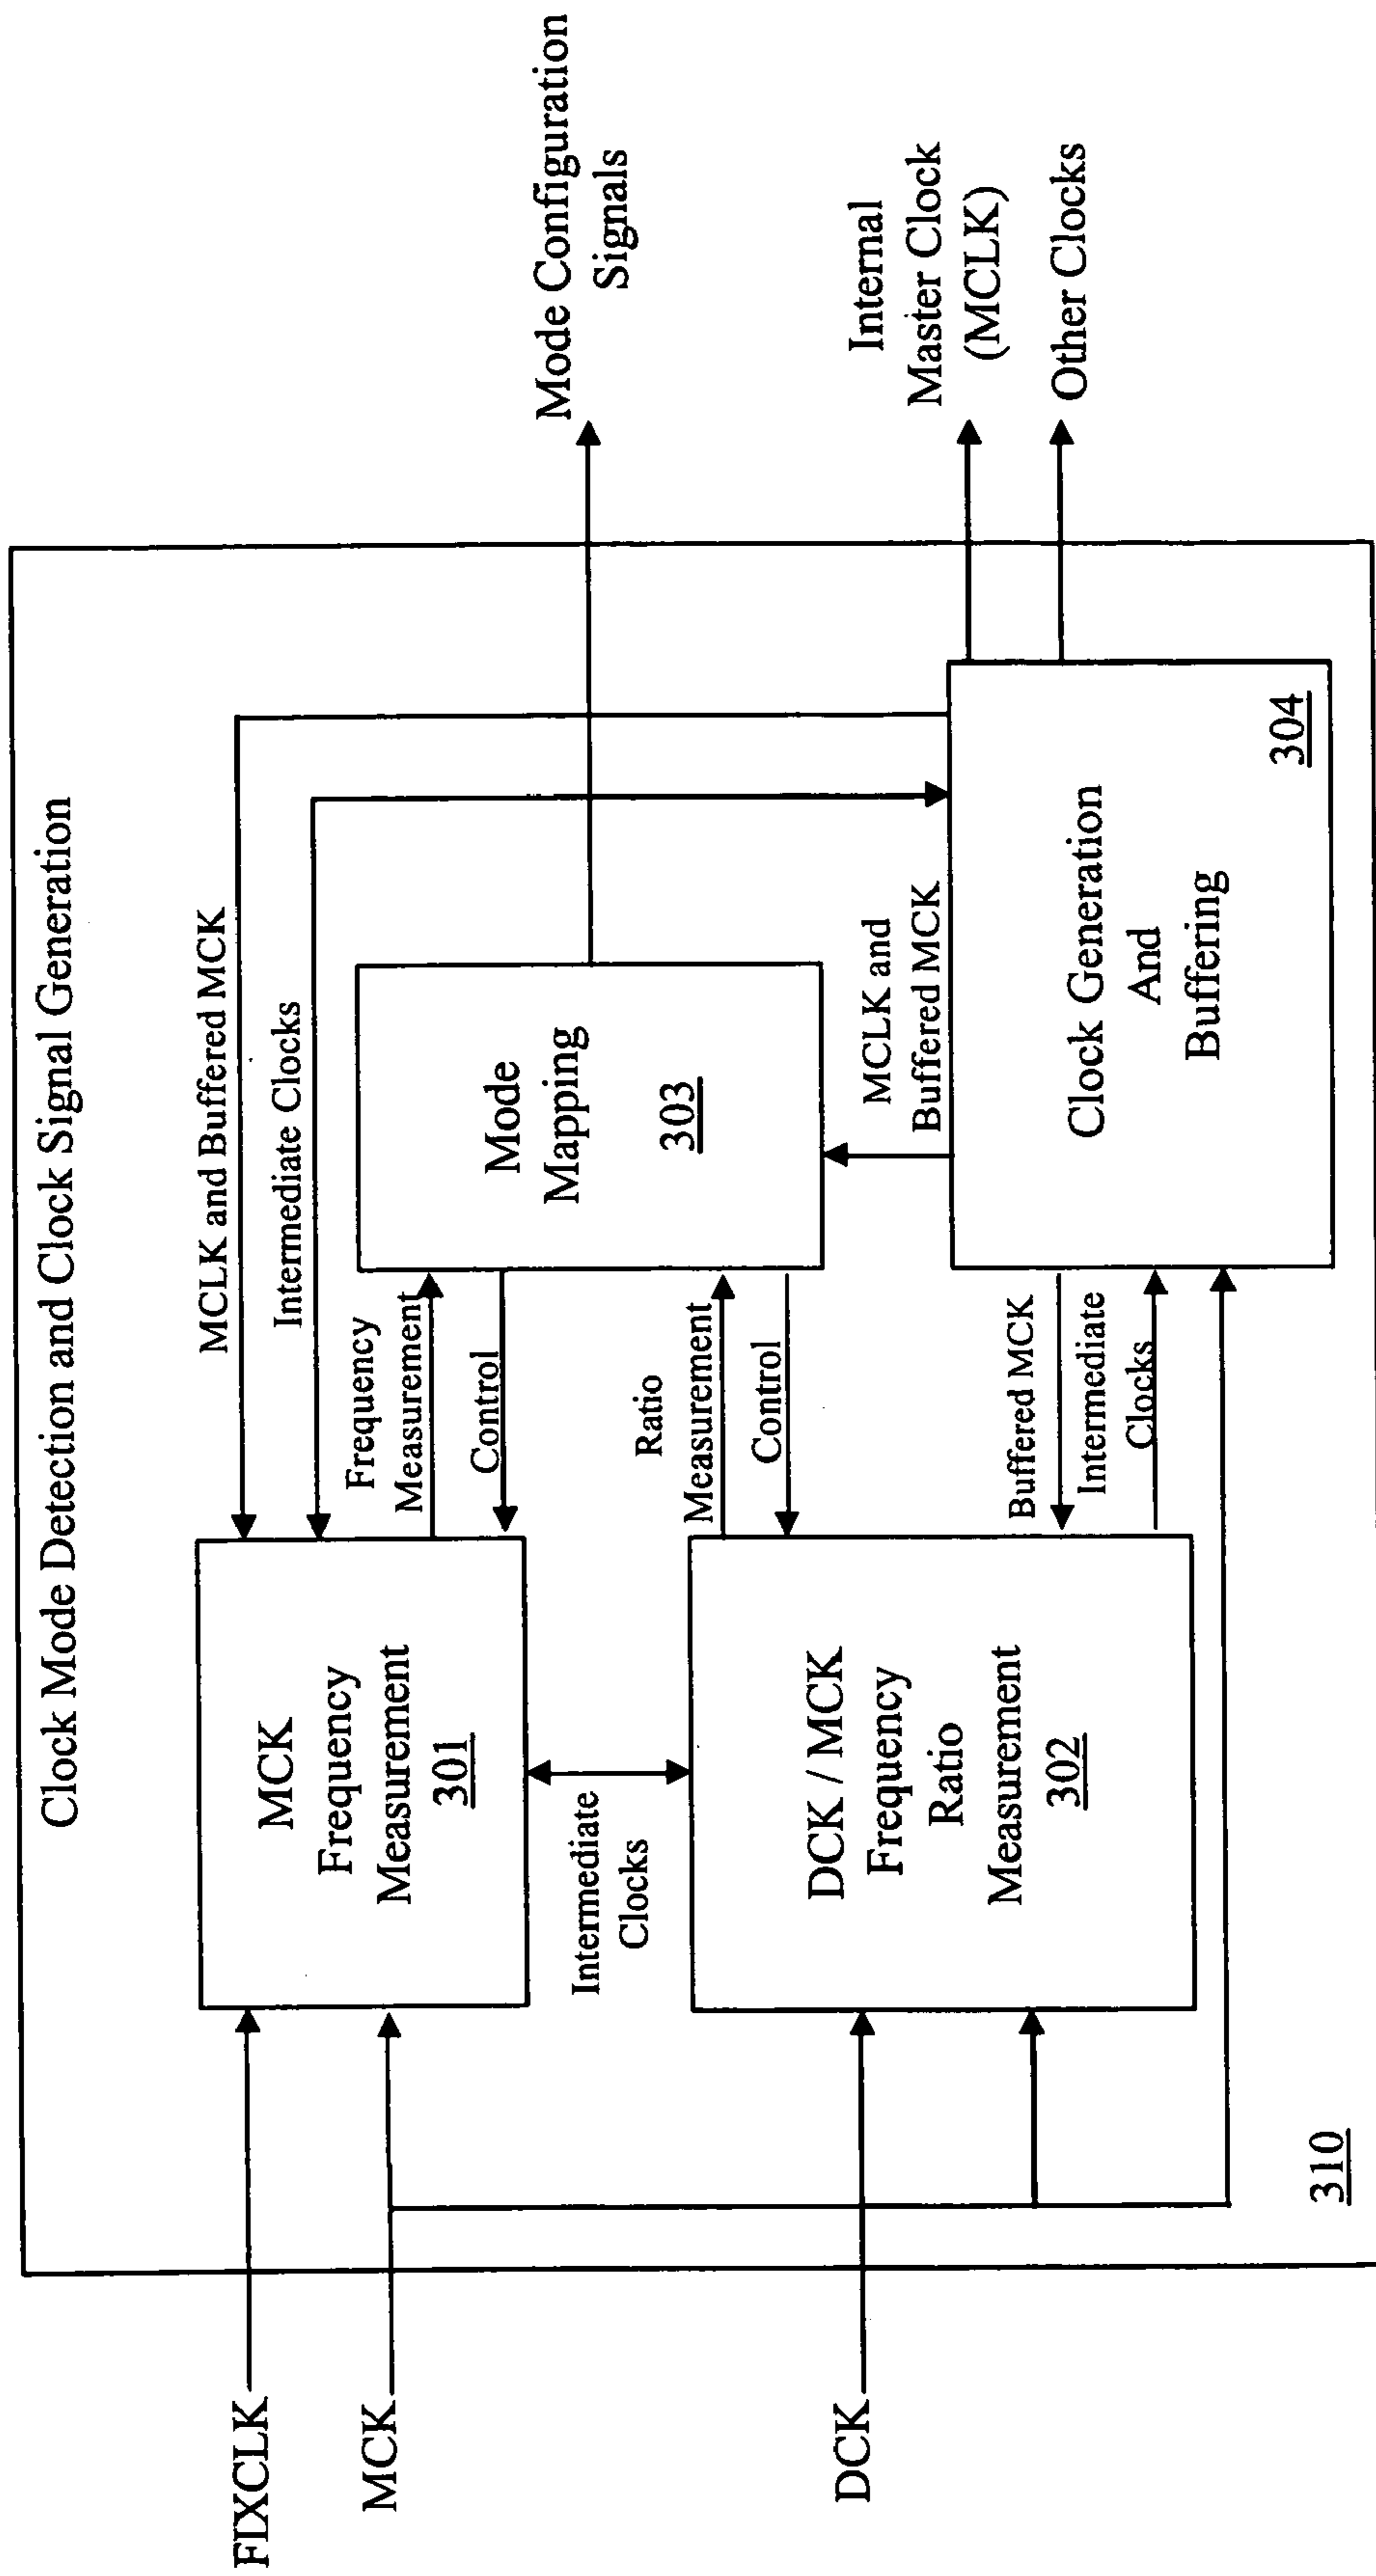 Clock Mode Detection and Clock Signal Generation
FIXCLK
MCK
DCK
MCLK and Buffered MCK
Intermediate Clocks
MCK
Frequency
Measurement
301
Frequency
Measurement
Control
Mode
Mapping
303
Mode Configuration
Signals
Intermediate
Clocks
Ratio
Measurement
Control
DCK / MCK
Frequency
Ratio
Measurement
302
MCLK and
Buffered MCK
Buffered MCK
Intermediate
Clocks
Clock Generation
And
Buffering
304
Internal
Master Clock
(MCLK)
Other Clocks
310